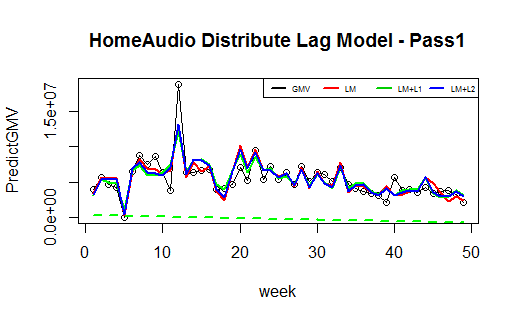 HomeAudio Distribute Lag Model - Pass1
GMV LM LM+L1 LM+L2
PredictGMV
1.5e+07
0.0e+00
0 10 20 30 40 50
week